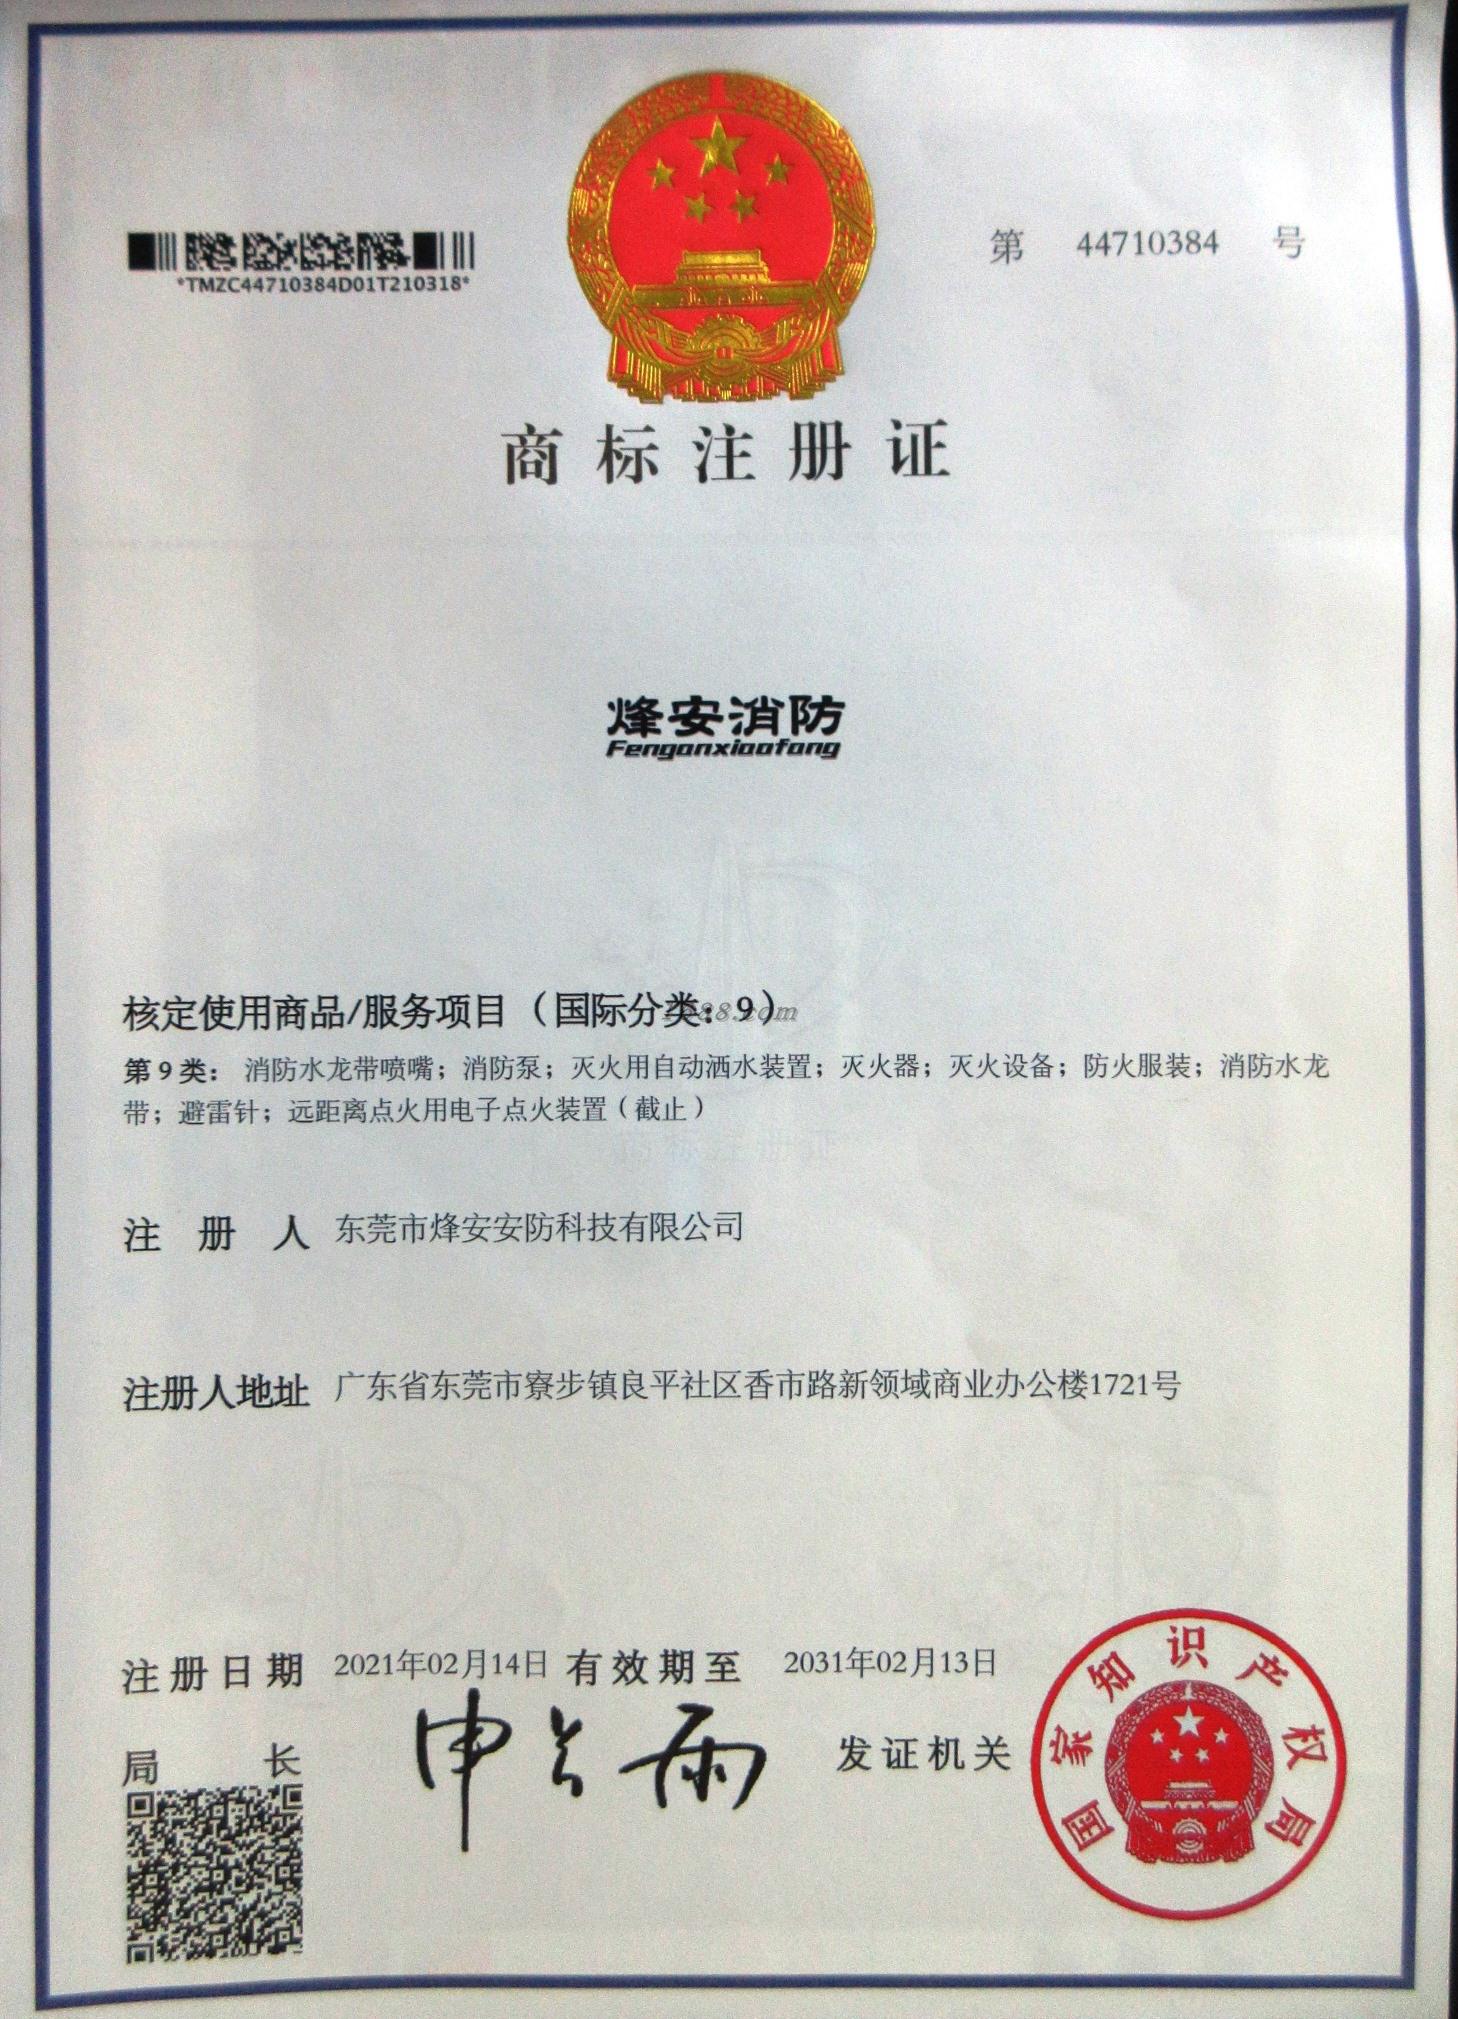 *TMZC44710384D01T210318*
第 44710384 号
商标注册证
烽安消防
Fenganxiaofang
核定使用商品/服务项目（国际分类：9）
第9类：消防水龙带喷嘴；消防泵；灭火用自动洒水装置；灭火器；灭火设备；防火服装；消防水龙
带；避雷针；远距离点火用电子点火装置（截止）
商标注册证
注册人 东莞市烽安安防科技有限公司
注册人地址 广东省东莞市寮步镇良平社区香市路新领域商业办公楼1721号
注册日期 2021年02月14日 有效期至 2031年02月13日
局长 申长雨 发证机关
国家知识产权局